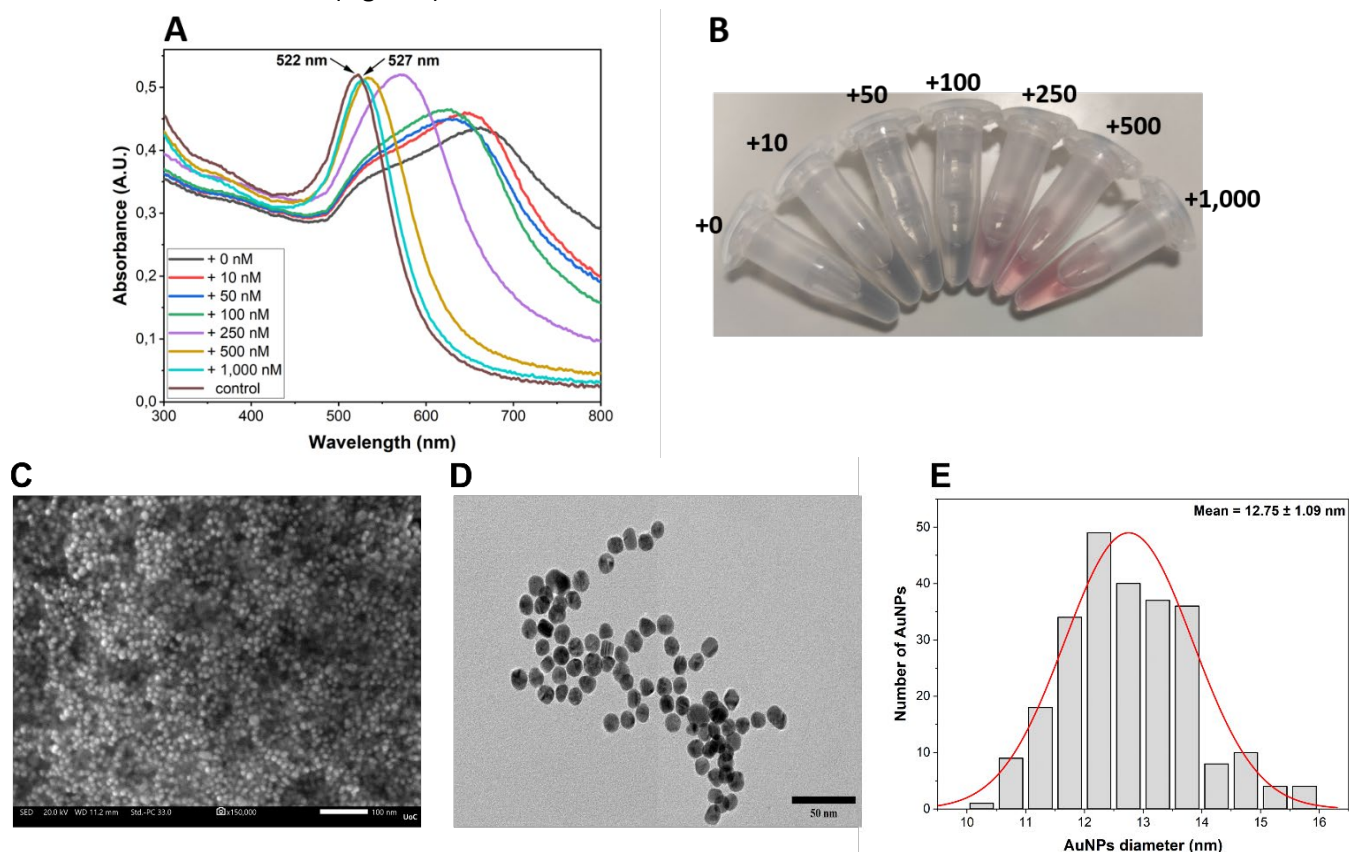 A
522 nm
527 nm
0,5
0,4
0,3
0,2
0,1
0,0
Absorbance (A.U.)
+ 0 nM
+ 10 nM
+ 50 nM
+ 100 nM
+ 250 nM
+ 500 nM
+ 1,000 nM
control
300 400 500 600 700 800
Wavelength (nm)
B
+0
+10
+50
+100
+250
+500
+1,000
C
SED 20.0 kV WD 11.2 mm Std.-PC 33.0 x150,000 100 nm UoC
D
50 nm
E
Mean = 12.75 ± 1.09 nm
50
40
30
20
10
0
Number of AuNPs
10 11 12 13 14 15 16
AuNPs diameter (nm)